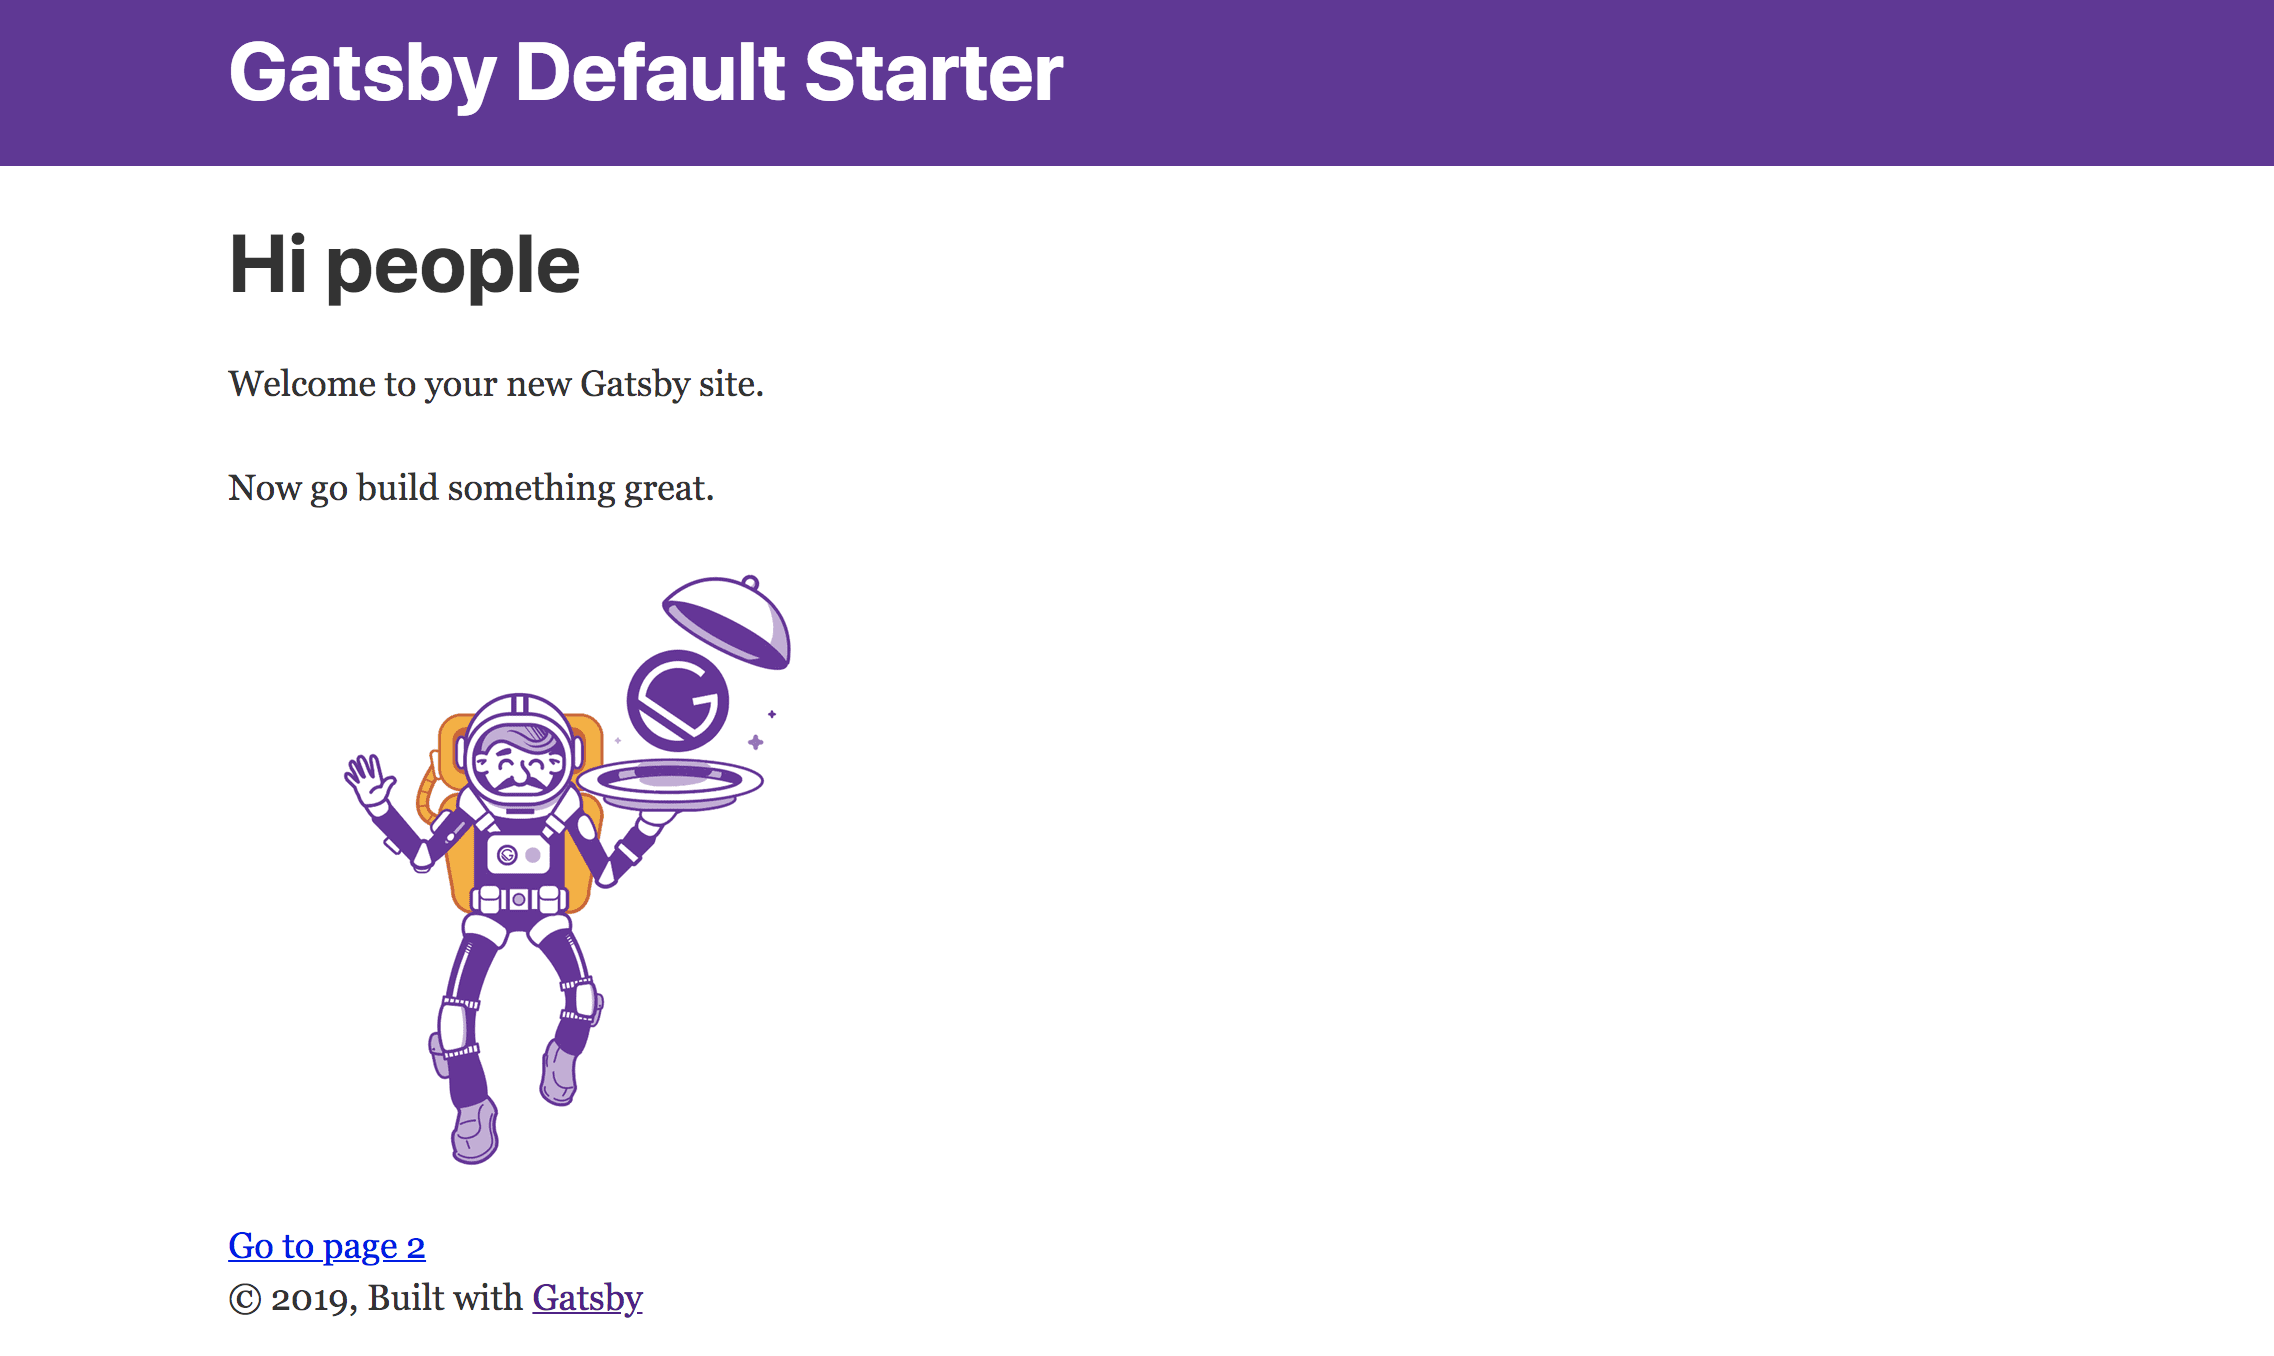 Gatsby Default Starter
Hi people
Welcome to your new Gatsby site.
Now go build something great.
Go to page 2
© 2019, Built with Gatsby